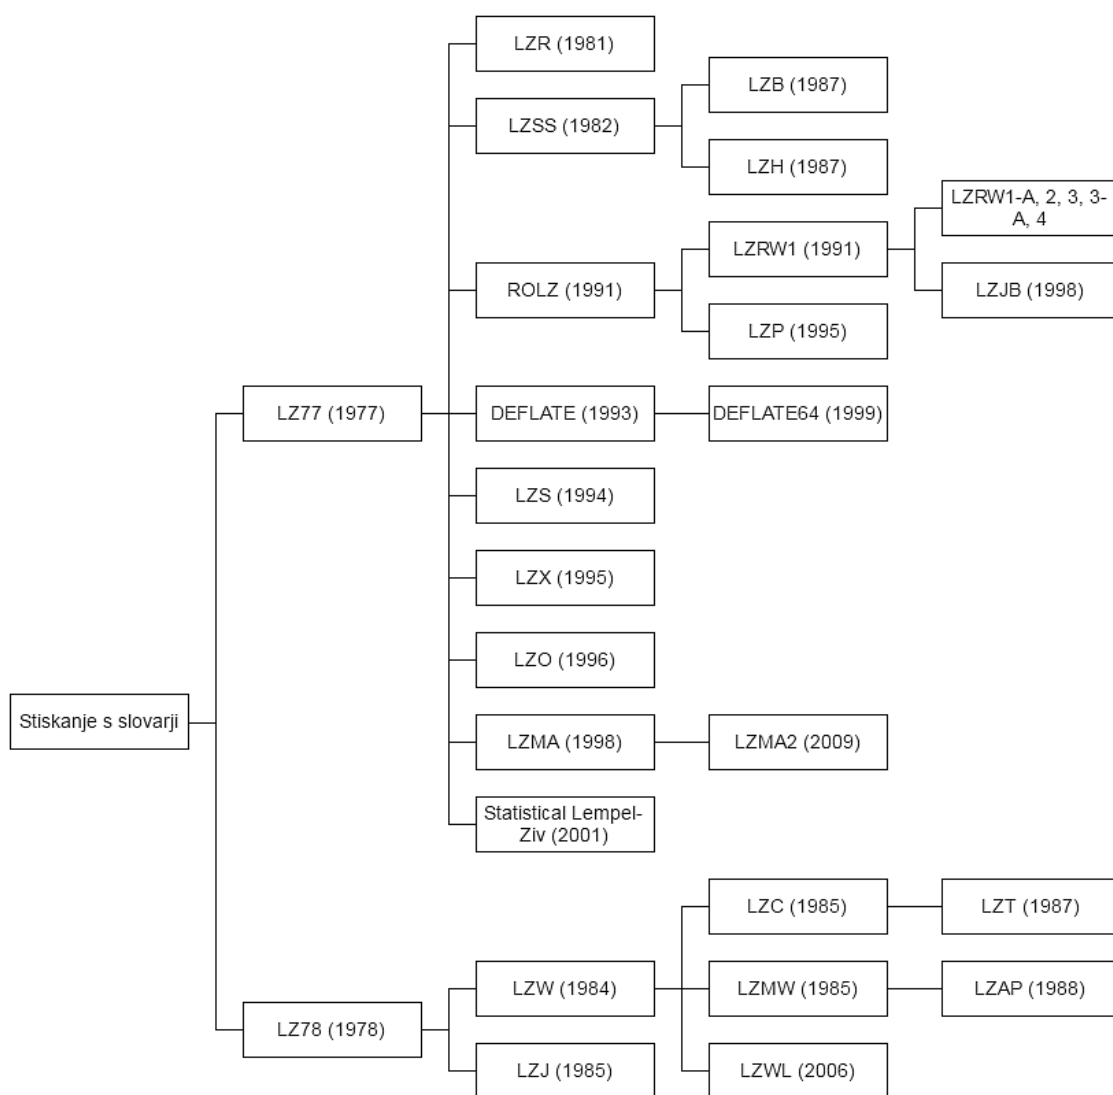 LZR (1981)
LZB (1987)
LZSS (1982)
LZH (1987)
LZRW1-A, 2, 3, 3-
A, 4
LZRW1 (1991)
ROLZ (1991)
LZJB (1998)
LZP (1995)
LZ77 (1977)
DEFLATE (1993)
DEFLATE64 (1999)
LZS (1994)
LZX (1995)
LZO (1996)
Stiskanje s slovarji
LZMA (1998)
LZMA2 (2009)
Statistical Lempel-
Ziv (2001)
LZC (1985)
LZT (1987)
LZW (1984)
LZMW (1985)
LZAP (1988)
LZ78 (1978)
LZJ (1985)
LZWL (2006)